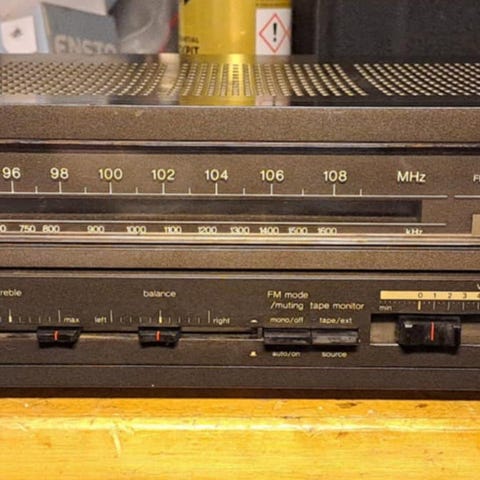 ENSTO
96 98 100 102 104 106 108 MHz
750 800 900 1000 1100 1200 1300 1400 1500 1600 kHz
balance
FM mode
/muting tape monitor
0 1 2 3 4
max left right mono/off tape/ext min
auto/on source